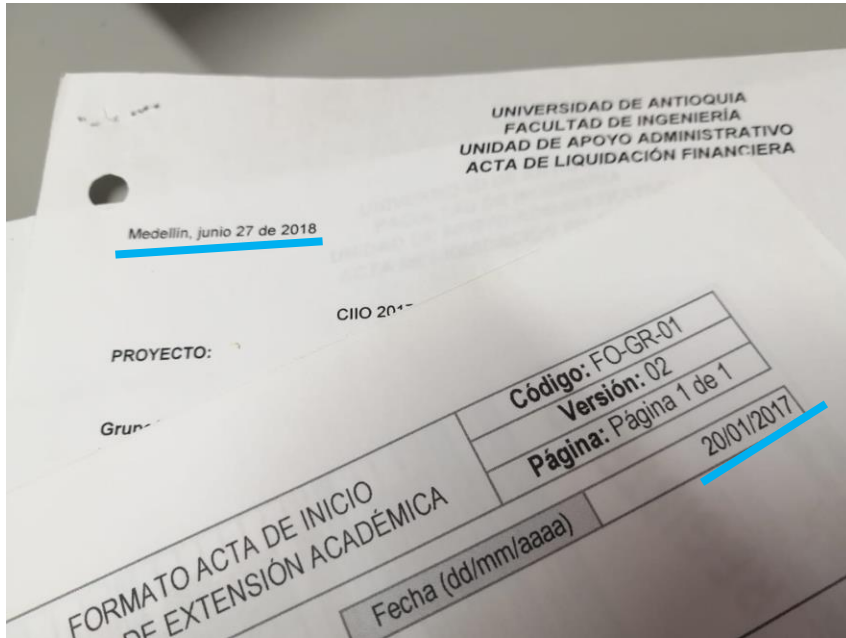 UNIVERSIDAD DE ANTIOQUIA
FACULTAD DE INGENIERÍA
UNIDAD DE APOYO ADMINISTRATIVO
ACTA DE LIQUIDACIÓN FINANCIERA
Medellín, junio 27 de 2018
CIIO
PROYECTO:
Código: FO-GR-01
Versión: 02
Página: Página 1 de 1
20/01/2017
FORMATO ACTA DE INICIO
DE EXTENSIÓN ACADÉMICA
Fecha (dd/mm/aaaa)